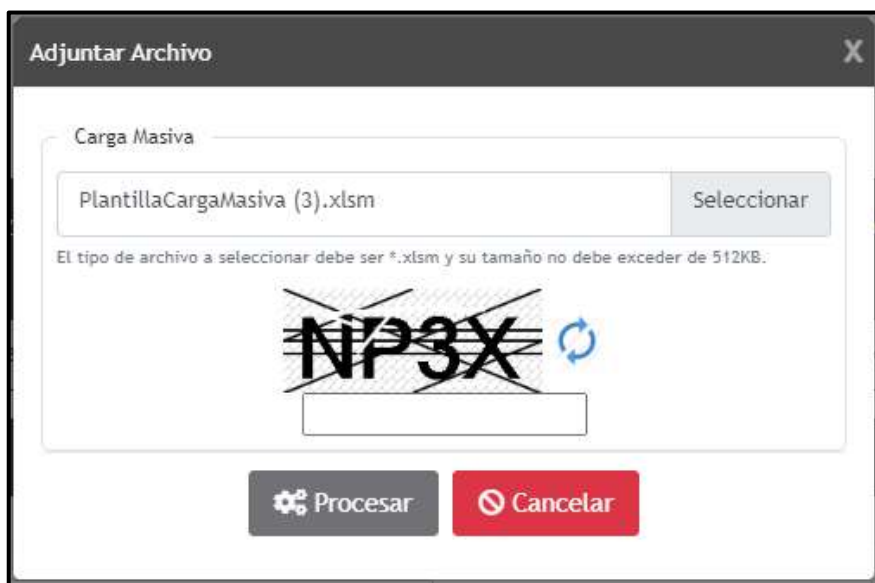 Adjuntar Archivo X
Carga Masiva
PlantillaCargaMasiva (3).xlsm Seleccionar
El tipo de archivo a seleccionar debe ser *.xlsm y su tamaño no debe exceder de 512KB.
NP3X
Procesar Cancelar